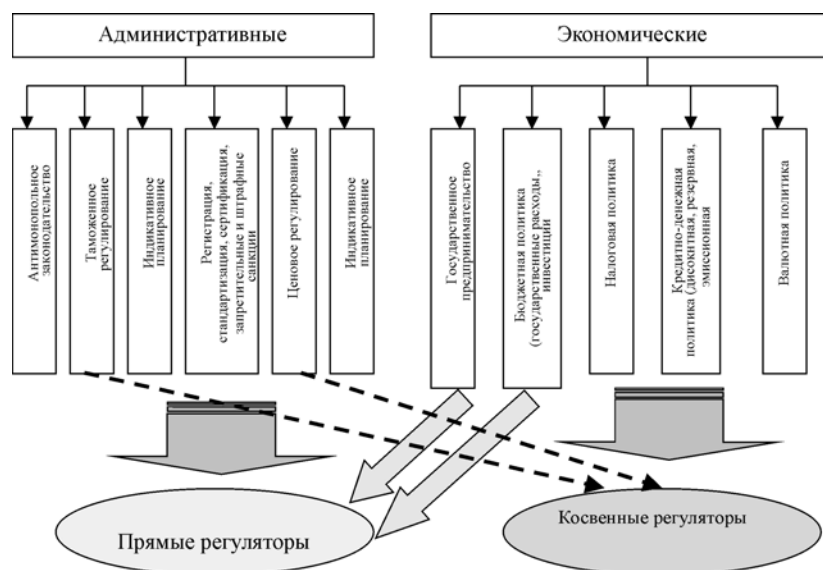 Административные
Экономические
Антимонопольное
законодательство
Таможенное
регулирование
Индикативное
планирование
Регистрация,
стандартизация, сертификация,
запретительные и штрафные
санкции
Ценовое регулирование
Индикативное
планирование
Государственное
предпринимательство
Бюджетная политика
(государственные расходы,,
инвестиции
Налоговая политика
Кредитно-денежная
политика (дисокнтная, резервная,
эмиссионная
Валютная политика
Прямые регуляторы
Косвенные регуляторы